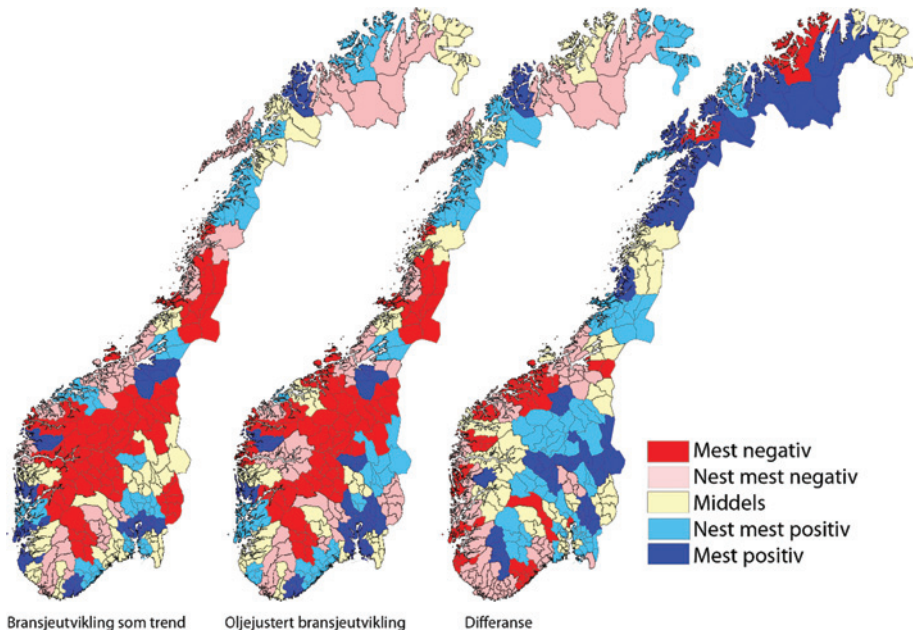 Mest negativ
Nest mest negativ
Middels
Nest mest positiv
Mest positiv
Bransjeutvikling som trend
Oljejustert bransjeutvikling
Differanse